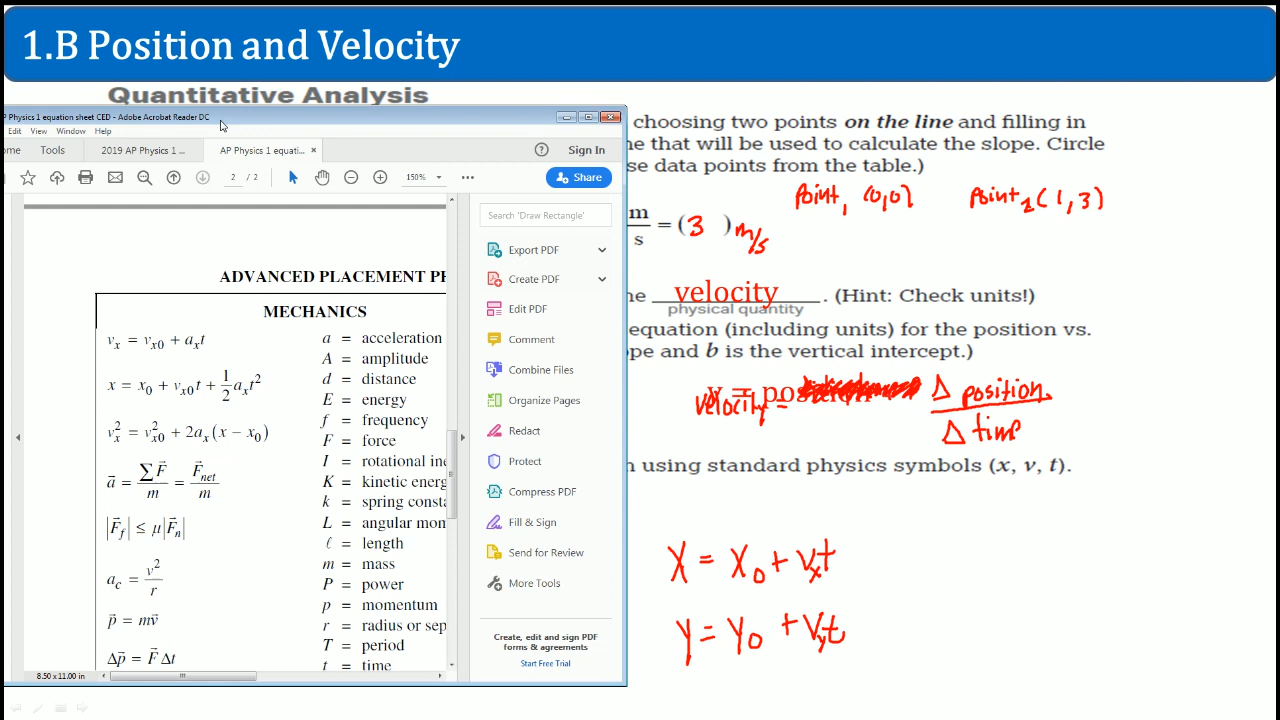 1.B Position and Velocity
Quantitative Analysis
P Physics 1 equation sheet CED - Adobe Acrobat Reader DC
Edit View Window Help
ome Tools 2019 AP Physics 1 ... AP Physics 1 equati... × Sign In
2 / 2 150% Share
Search 'Draw Rectangle'
Export PDF
Create PDF
Edit PDF
Comment
Combine Files
Organize Pages
Redact
Protect
Compress PDF
Fill & Sign
Send for Review
More Tools
Create, edit and sign PDF
forms & agreements
Start Free Trial
ADVANCED PLACEMENT PH
MECHANICS
vₓ = vₓ₀ + aₓt
x = x₀ + vₓ₀t + 1/2 aₓt²
vₓ² = vₓ₀² + 2aₓ(x − x₀)
a⃗ = ∑F⃗/m = F⃗net/m
|F⃗f| ≤ μ|F⃗n|
ac = v²/r
p⃗ = mv⃗
Δp⃗ = F⃗ Δt
a = acceleration
A = amplitude
d = distance
E = energy
f = frequency
F = force
I = rotational ine
K = kinetic energ
k = spring consta
L = angular mom
ℓ = length
m = mass
P = power
p = momentum
r = radius or sep
T = period
t = time
8.50 x 11.00 in
choosing two points on the line and filling in
ne that will be used to calculate the slope. Circle
se data points from the table.)
Point₁ (0,0) Point₂ (1,3)
m/s = (3) m/s
ne velocity. (Hint: Check units!)
physical quantity
equation (including units) for the position vs.
ope and b is the vertical intercept.)
velocity = Δ position / Δ time
n using standard physics symbols (x, v, t).
X = X₀ + Vₓt
y = y₀ + Vyt